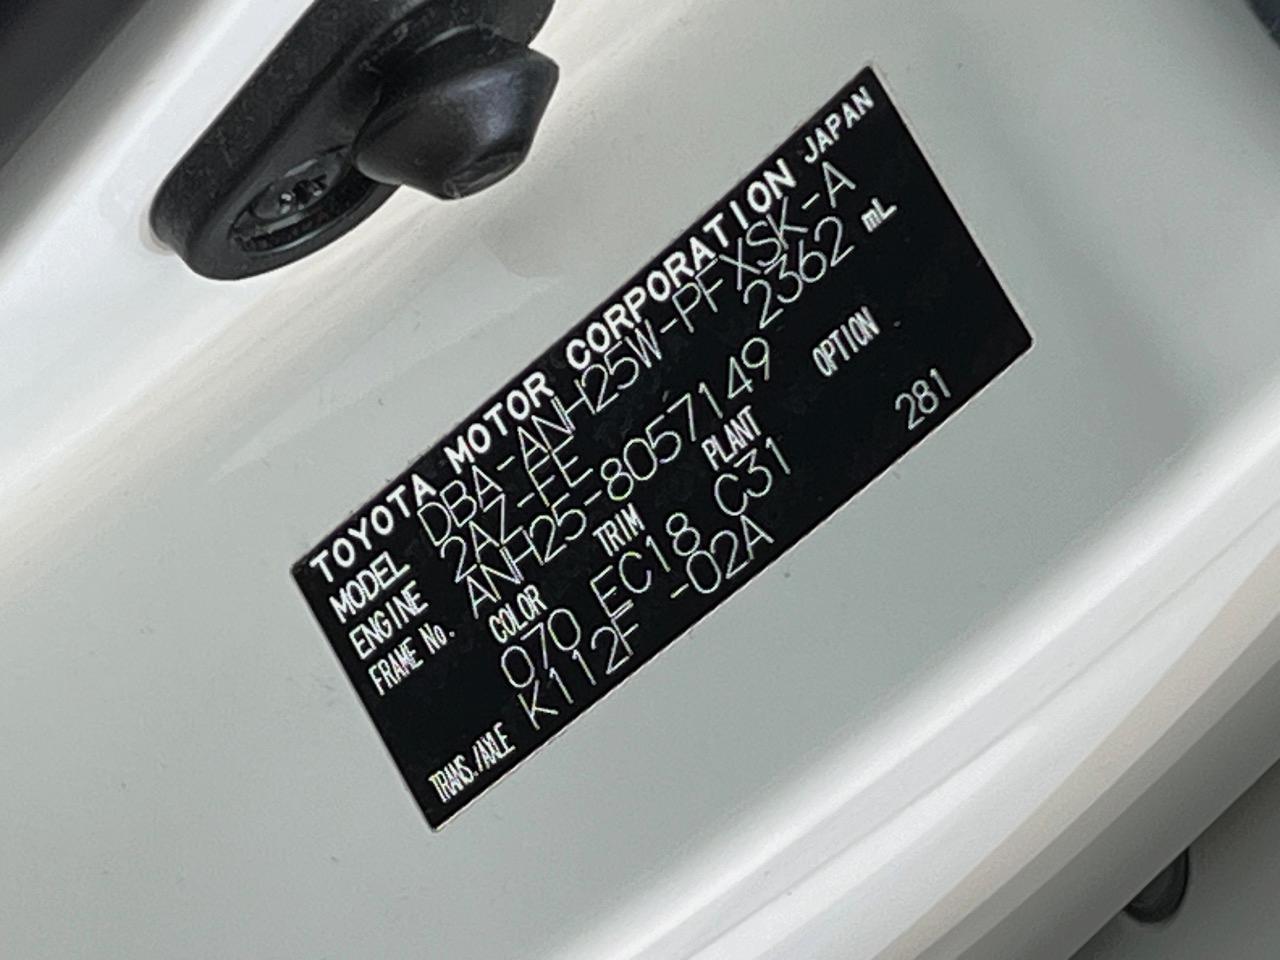 TOYOTA MOTOR CORPORATION JAPAN
MODEL DBA-ANH25W-PFXSK-A
ENGINE 2AZ-FE 2362 mL
FRAME No. ANH25-8057149
COLOR TRIM PLANT OPTION
070 EC18 C31 281
TRANS./AXLE K112F -02A